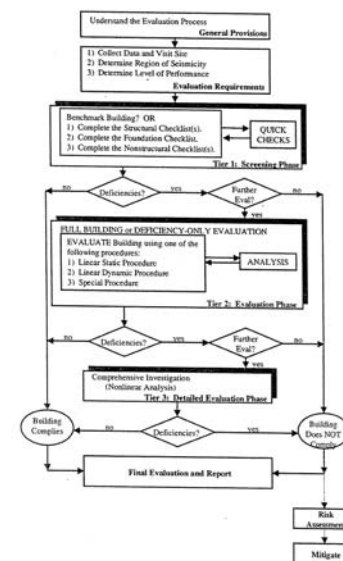 Understand the Evaluation Process
General Provisions
1) Collect Data and Visit Site
2) Determine Region of Seismicity
3) Determine Level of Performance
Evaluation Requirements
Benchmark Building? OR
1) Complete the Structural Checklist(s).
2) Complete the Foundation Checklist.
3) Complete the Nonstructural Checklist(s).
QUICK
CHECKS
Tier 1: Screening Phase
no
Deficiencies?
yes
Further
Eval?
no
yes
FULL BUILDING or DEFICIENCY-ONLY EVALUATION
EVALUATE Building using one of the
following procedures:
1) Linear Static Procedure
2) Linear Dynamic Procedure
3) Special Procedure
ANALYSIS
Tier 2: Evaluation Phase
no
Deficiencies?
yes
Further
Eval?
no
yes
Comprehensive Investigation
(Nonlinear Analysis)
Tier 3: Detailed Evaluation Phase
Building
Complies
no
Deficiencies?
yes
Building
Does NOT
Comply
Final Evaluation and Report
Risk
Assessment
Mitigate